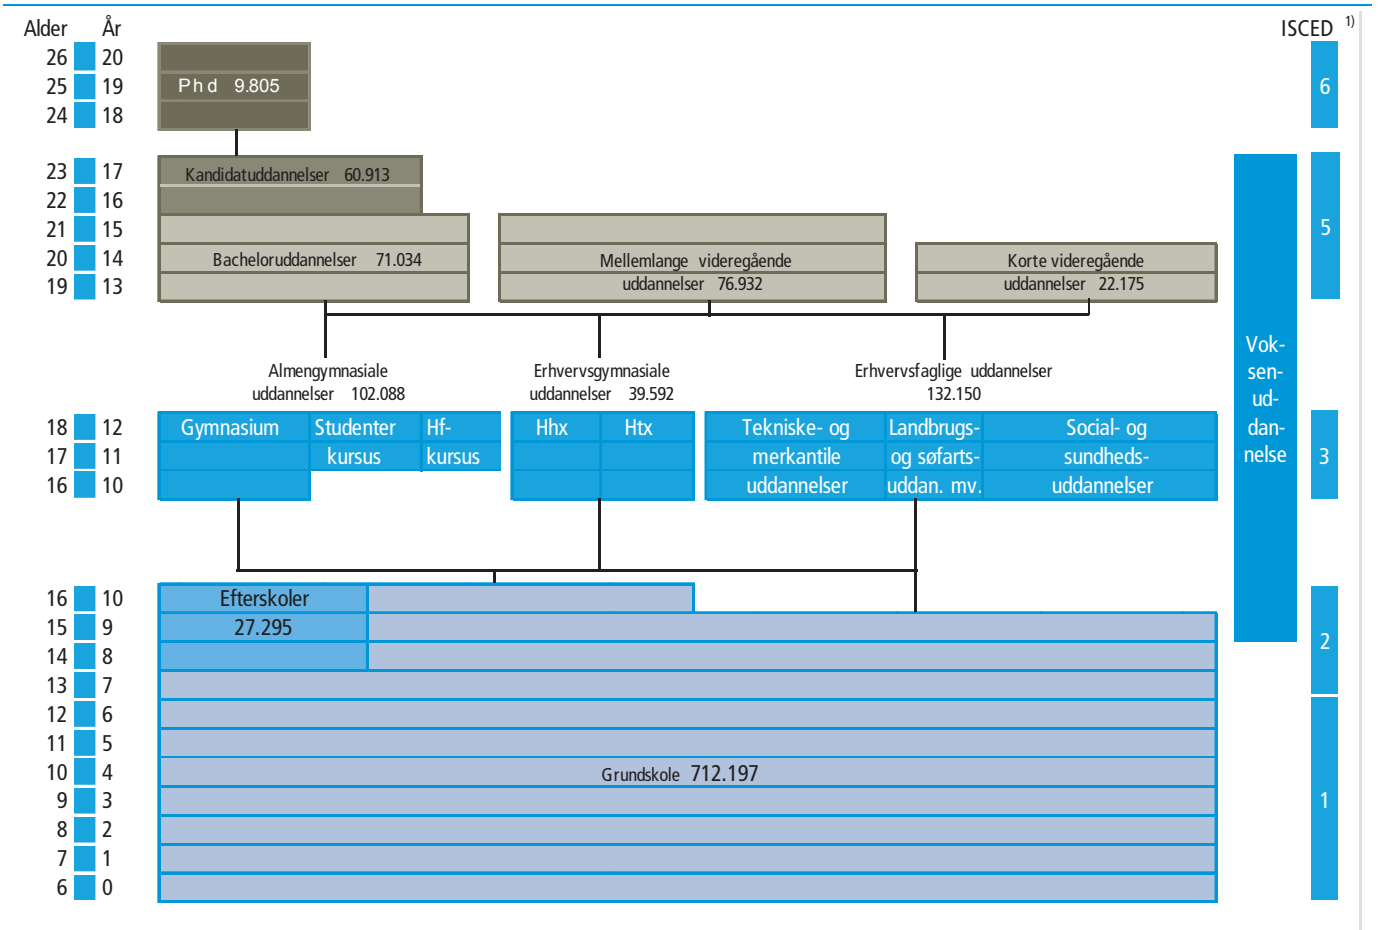 Alder År ISCED 1)
26 20
25 19 Phd 9.805 6
24 18
23 17 Kandidatuddannelser 60.913
22 16
21 15 5
20 14 Bacheloruddannelser 71.034 Mellemlange videregående Korte videregående
19 13 uddannelser 76.932 uddannelser 22.175
Almengymnasiale
uddannelser 102.088
Erhvervsgymnasiale
uddannelser 39.592
Erhvervsfaglige uddannelser
132.150
Vok-
sen-
ud-
dan-
nelse
18 12 Gymnasium Studenter Hf- Hhx Htx Tekniske- og Landbrugs- Social- og
17 11 kursus kursus merkantile og søfarts- sundheds- 3
16 10 uddannelser uddan. mv. uddannelser
16 10 Efterskoler
15 9 27.295
14 8 2
13 7
12 6
11 5
10 4 Grundskole 712.197
9 3 1
8 2
7 1
6 0